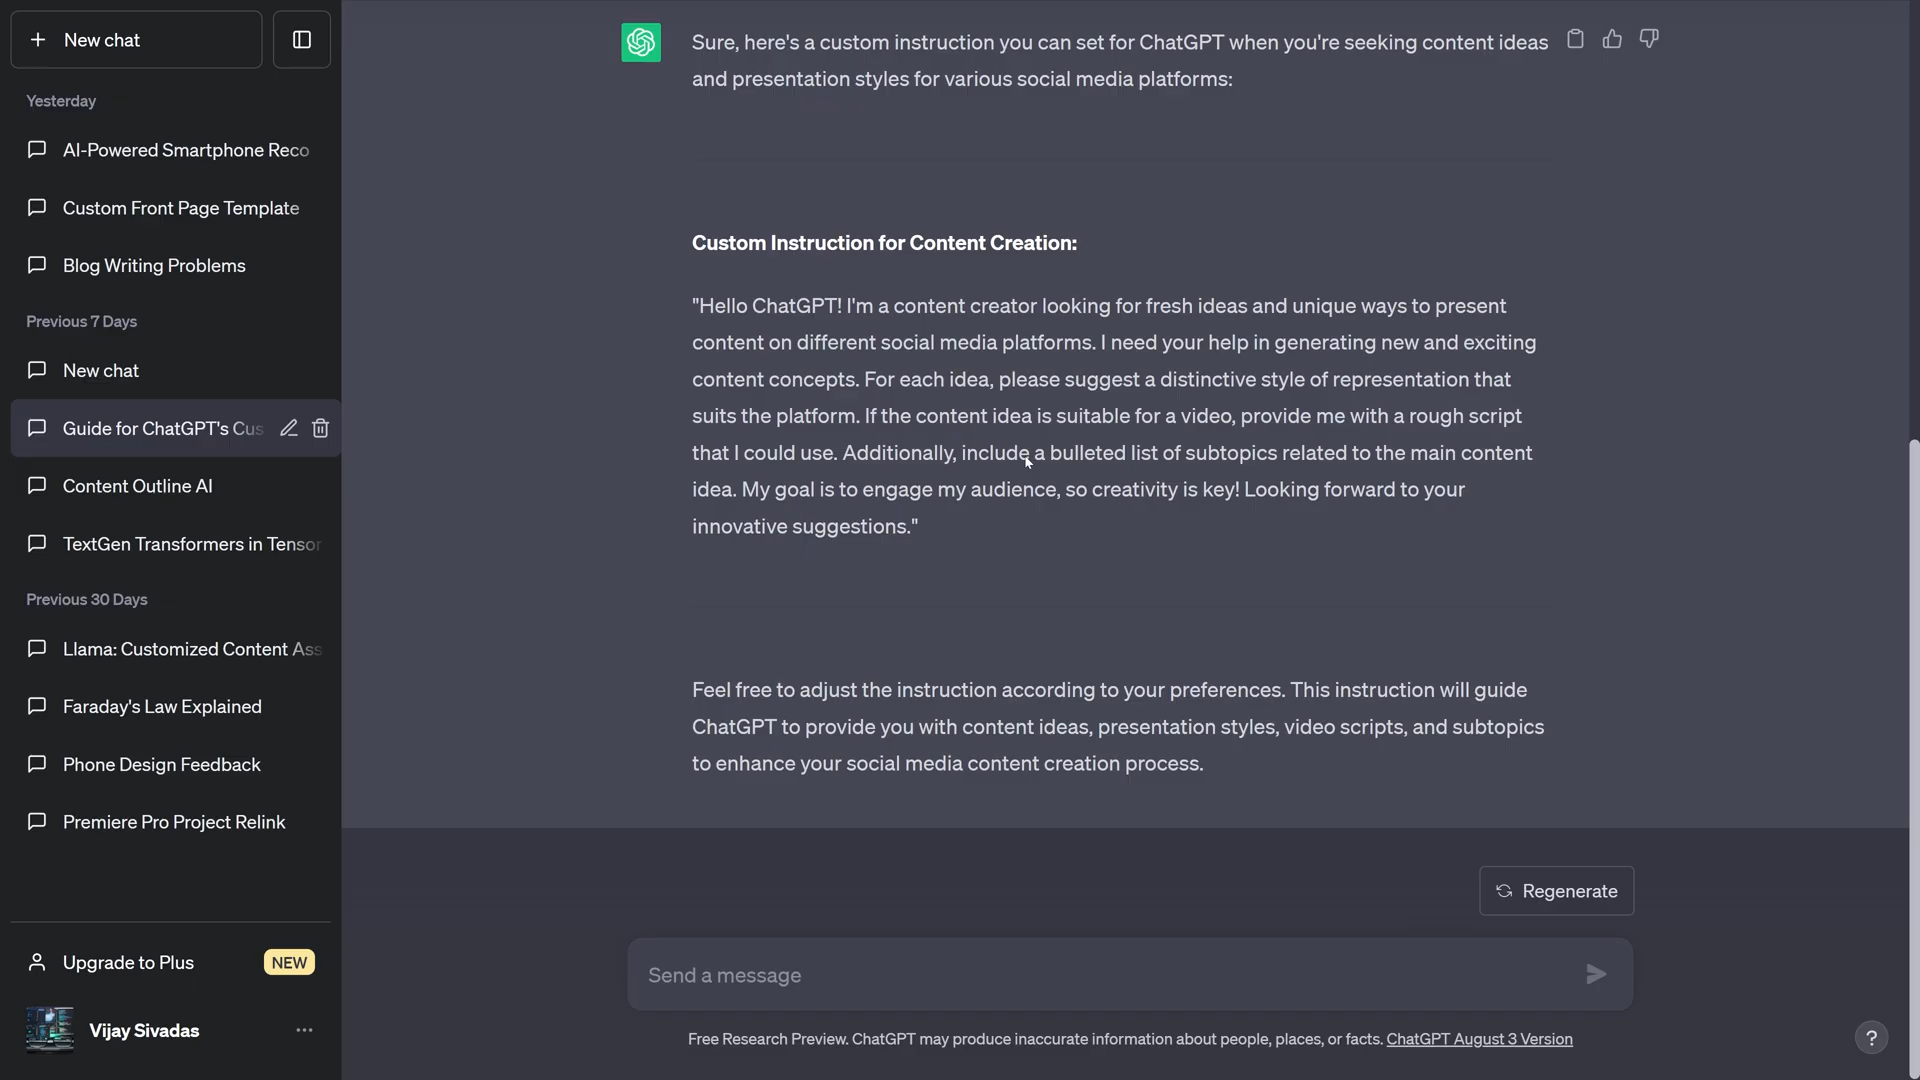 New chat
Yesterday
AI-Powered Smartphone Reco
Custom Front Page Template
Blog Writing Problems
Previous 7 Days
New chat
Guide for ChatGPT's Cus
Content Outline AI
TextGen Transformers in Tensor
Previous 30 Days
Llama: Customized Content Ass
Faraday's Law Explained
Phone Design Feedback
Premiere Pro Project Relink
Upgrade to Plus NEW
Vijay Sivadas
Sure, here's a custom instruction you can set for ChatGPT when you're seeking content ideas
and presentation styles for various social media platforms:
Custom Instruction for Content Creation:
"Hello ChatGPT! I'm a content creator looking for fresh ideas and unique ways to present
content on different social media platforms. I need your help in generating new and exciting
content concepts. For each idea, please suggest a distinctive style of representation that
suits the platform. If the content idea is suitable for a video, provide me with a rough script
that I could use. Additionally, include a bulleted list of subtopics related to the main content
idea. My goal is to engage my audience, so creativity is key! Looking forward to your
innovative suggestions."
Feel free to adjust the instruction according to your preferences. This instruction will guide
ChatGPT to provide you with content ideas, presentation styles, video scripts, and subtopics
to enhance your social media content creation process.
Regenerate
Send a message
Free Research Preview. ChatGPT may produce inaccurate information about people, places, or facts. ChatGPT August 3 Version
?